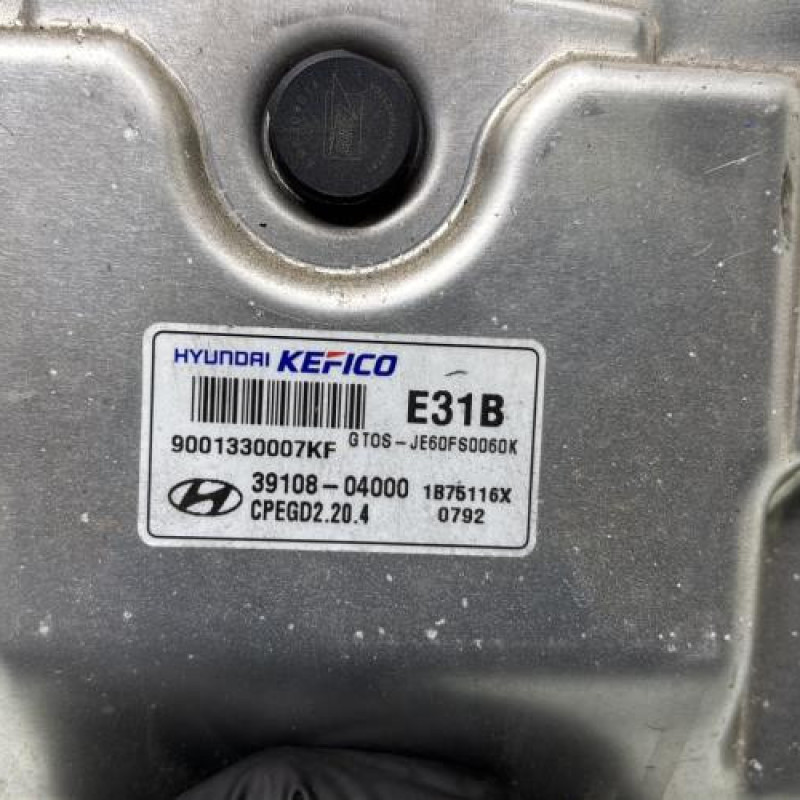 HYUNDAI KEFICO
E31B
9001330007KF
GTOS-JE60FS0060K
39108-04000
1B75116X
CPEGD2.20.4
0792